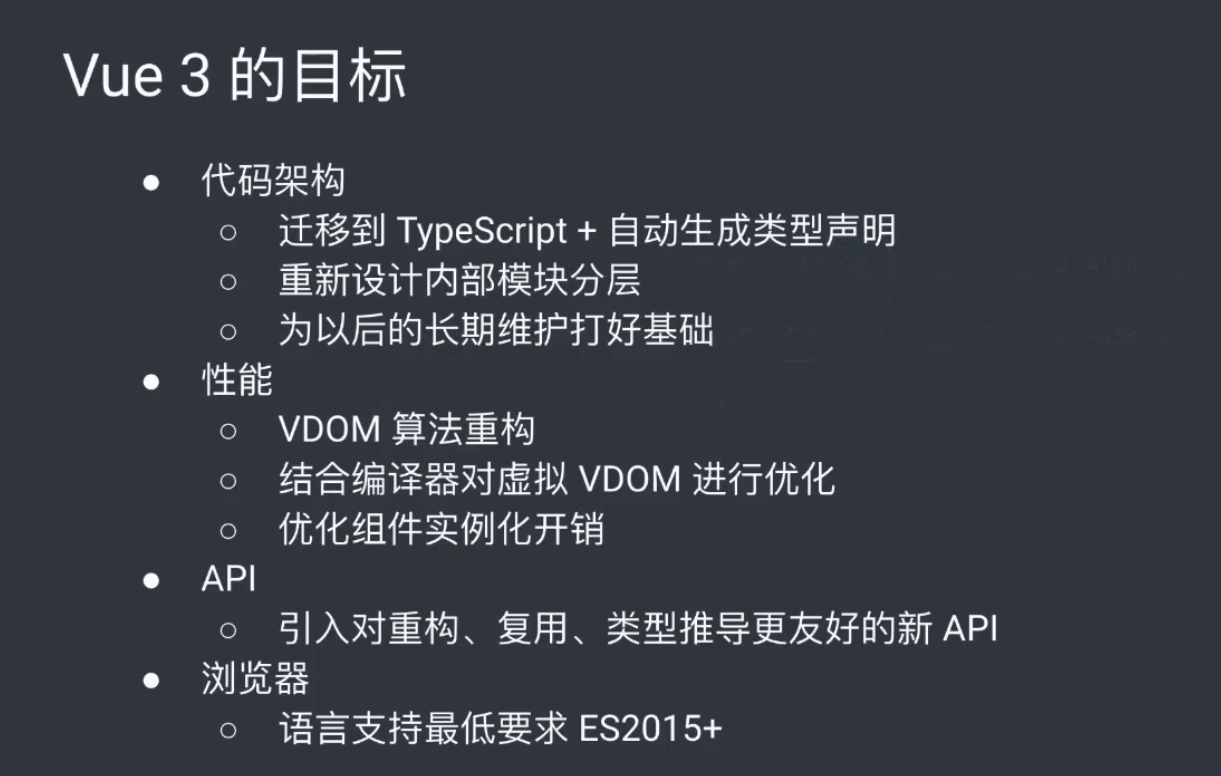 Vue 3 的目标
● 代码架构
○ 迁移到 TypeScript + 自动生成类型声明
○ 重新设计内部模块分层
○ 为以后的长期维护打好基础
● 性能
○ VDOM 算法重构
○ 结合编译器对虚拟 VDOM 进行优化
○ 优化组件实例化开销
● API
○ 引入对重构、复用、类型推导更友好的新 API
● 浏览器
○ 语言支持最低要求 ES2015+